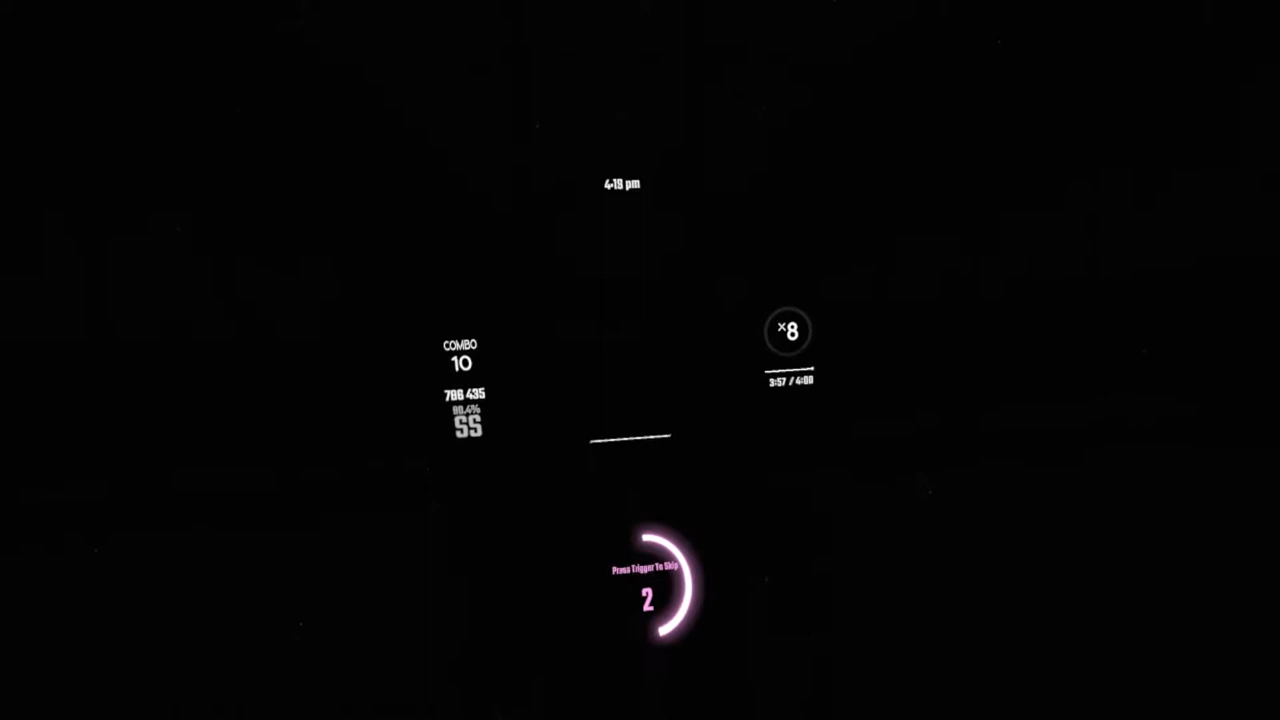 4:19 pm
COMBO
10
×8
786 435
90.4%
SS
3:57 / 4:00
Press Trigger To Skip
2